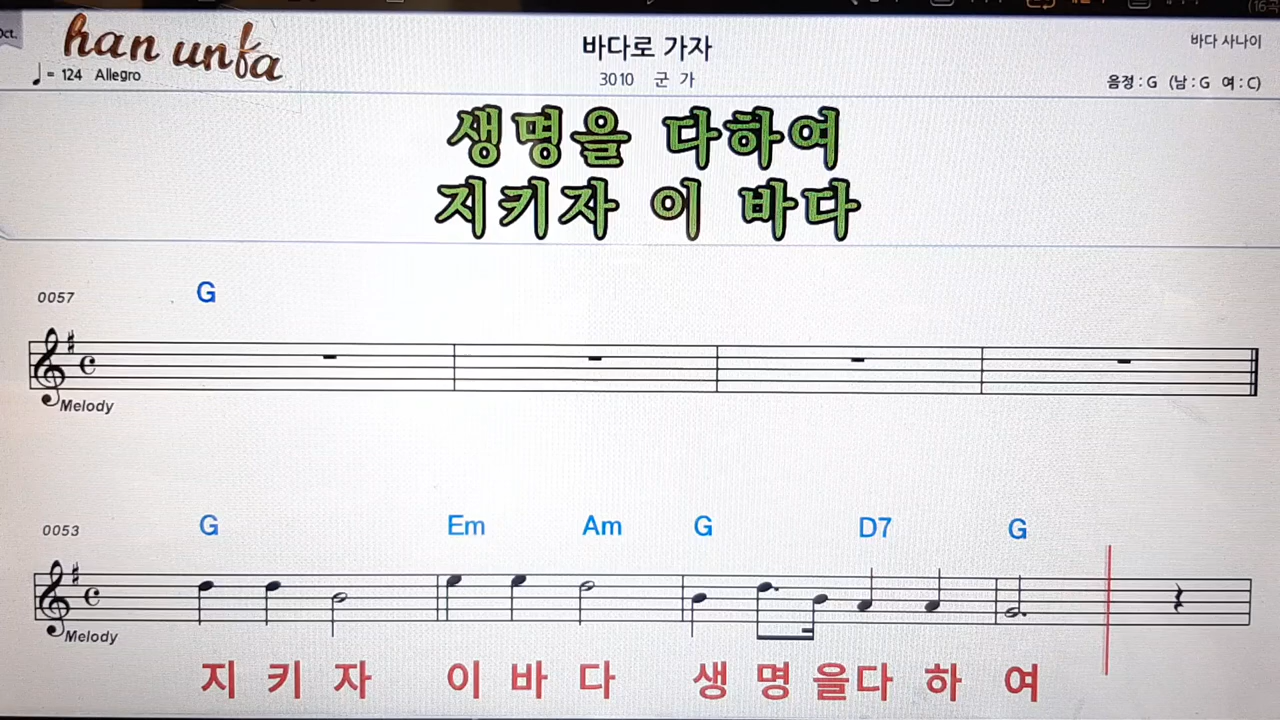 Oct.
han unfa
바다로 가자
바다 사나이
= 124 Allegro
3010 군 가
음정 : G (남 : G 여 : C)
생명을 다하여
지키자 이 바다
0057
G
Melody
0053
G Em Am G D7 G
Melody
지 키 자 이 바 다 생 명 을다 하 여